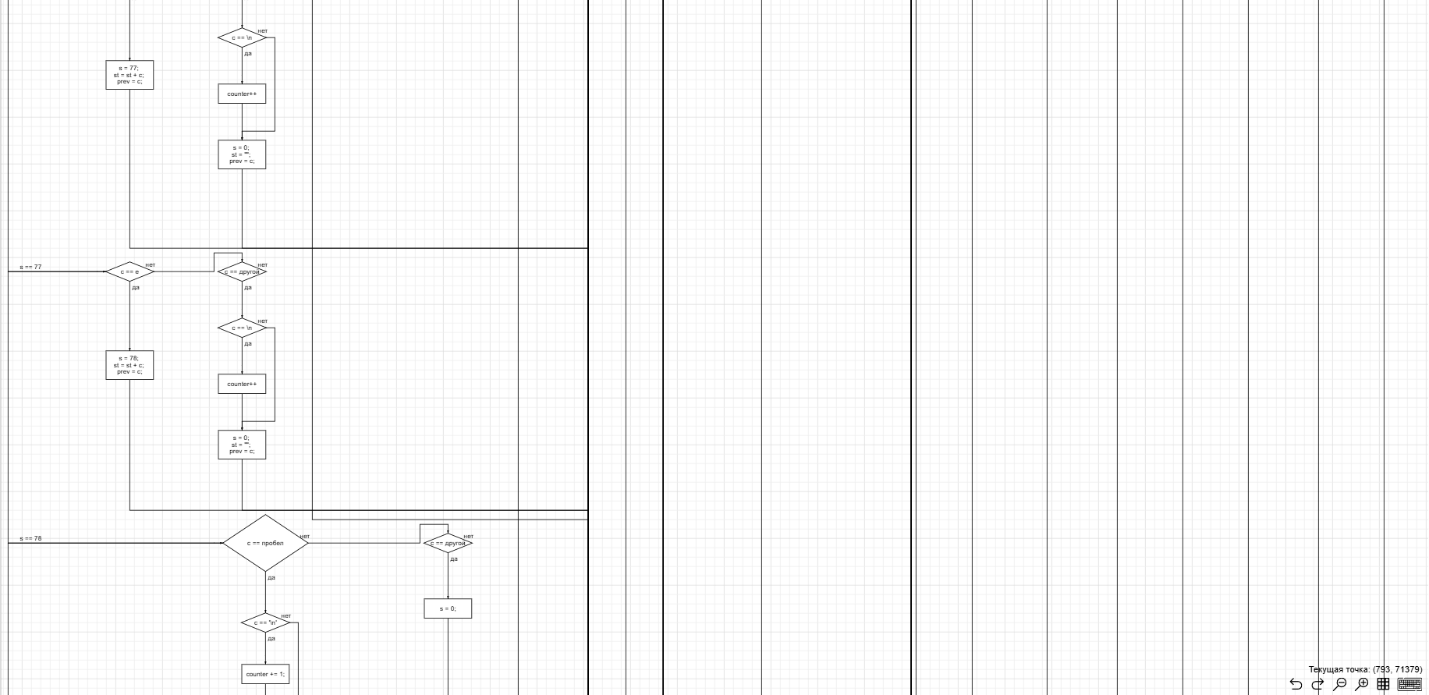 c == \n
нет
да
s = 77;
st = st + c;
prev = c;
counter++
s = 0;
st = "";
prev = c;
s == 77
c == e
нет
да
c == другой
нет
да
c == \n
нет
да
s = 78;
st = st + c;
prev = c;
counter++
s = 0;
st = "";
prev = c;
s == 78
c == пробел
нет
да
c == другой
нет
да
s = 0;
c == "\n"
нет
да
counter += 1;
Текущая точка: (793, 71379)